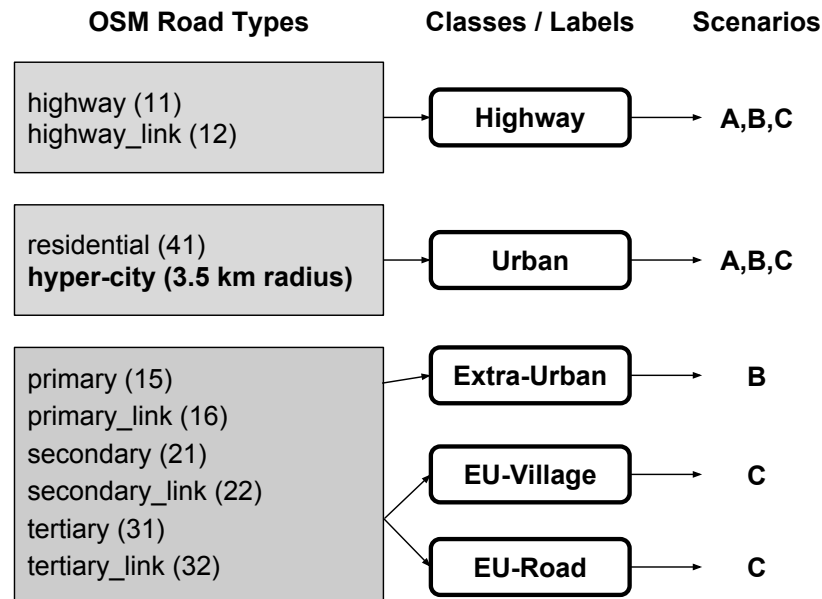 OSM Road Types
Classes / Labels
Scenarios
highway (11)
highway_link (12)
Highway
A,B,C
residential (41)
hyper-city (3.5 km radius)
Urban
A,B,C
primary (15)
primary_link (16)
secondary (21)
secondary_link (22)
tertiary (31)
tertiary_link (32)
Extra-Urban
B
EU-Village
C
EU-Road
C